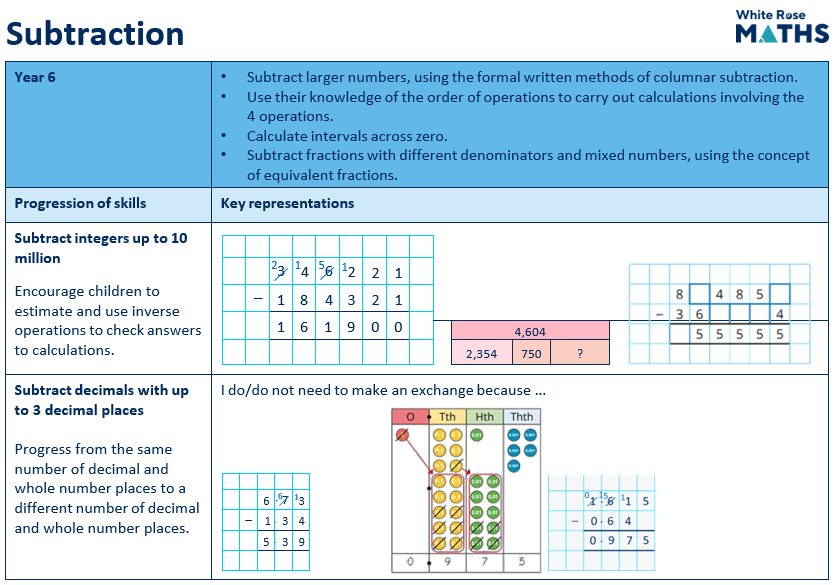 Subtraction
White Rose
MATHS
Year 6
• Subtract larger numbers, using the formal written methods of columnar subtraction.
• Use their knowledge of the order of operations to carry out calculations involving the
4 operations.
• Calculate intervals across zero.
• Subtract fractions with different denominators and mixed numbers, using the concept
of equivalent fractions.
Progression of skills
Key representations
Subtract integers up to 10
million
Encourage children to
estimate and use inverse
operations to check answers
to calculations.
2 3 1 4 5 6 1 2 2 1
− 1 8 4 3 2 1
1 6 1 9 0 0
4,604
2,354 750 ?
8 4 8 5
− 3 6 4
5 5 5 5 5
Subtract decimals with up
to 3 decimal places
Progress from the same
number of decimal and
whole number places to a
different number of decimal
and whole number places.
I do/do not need to make an exchange because ...
6 · 6 7 1 3
− 1 · 3 4
5 · 3 9
O • Tth Hth Thth
0 • 9 7 5
0 1 · 15 6 1 1 5
− 0 · 6 4
0 · 9 7 5